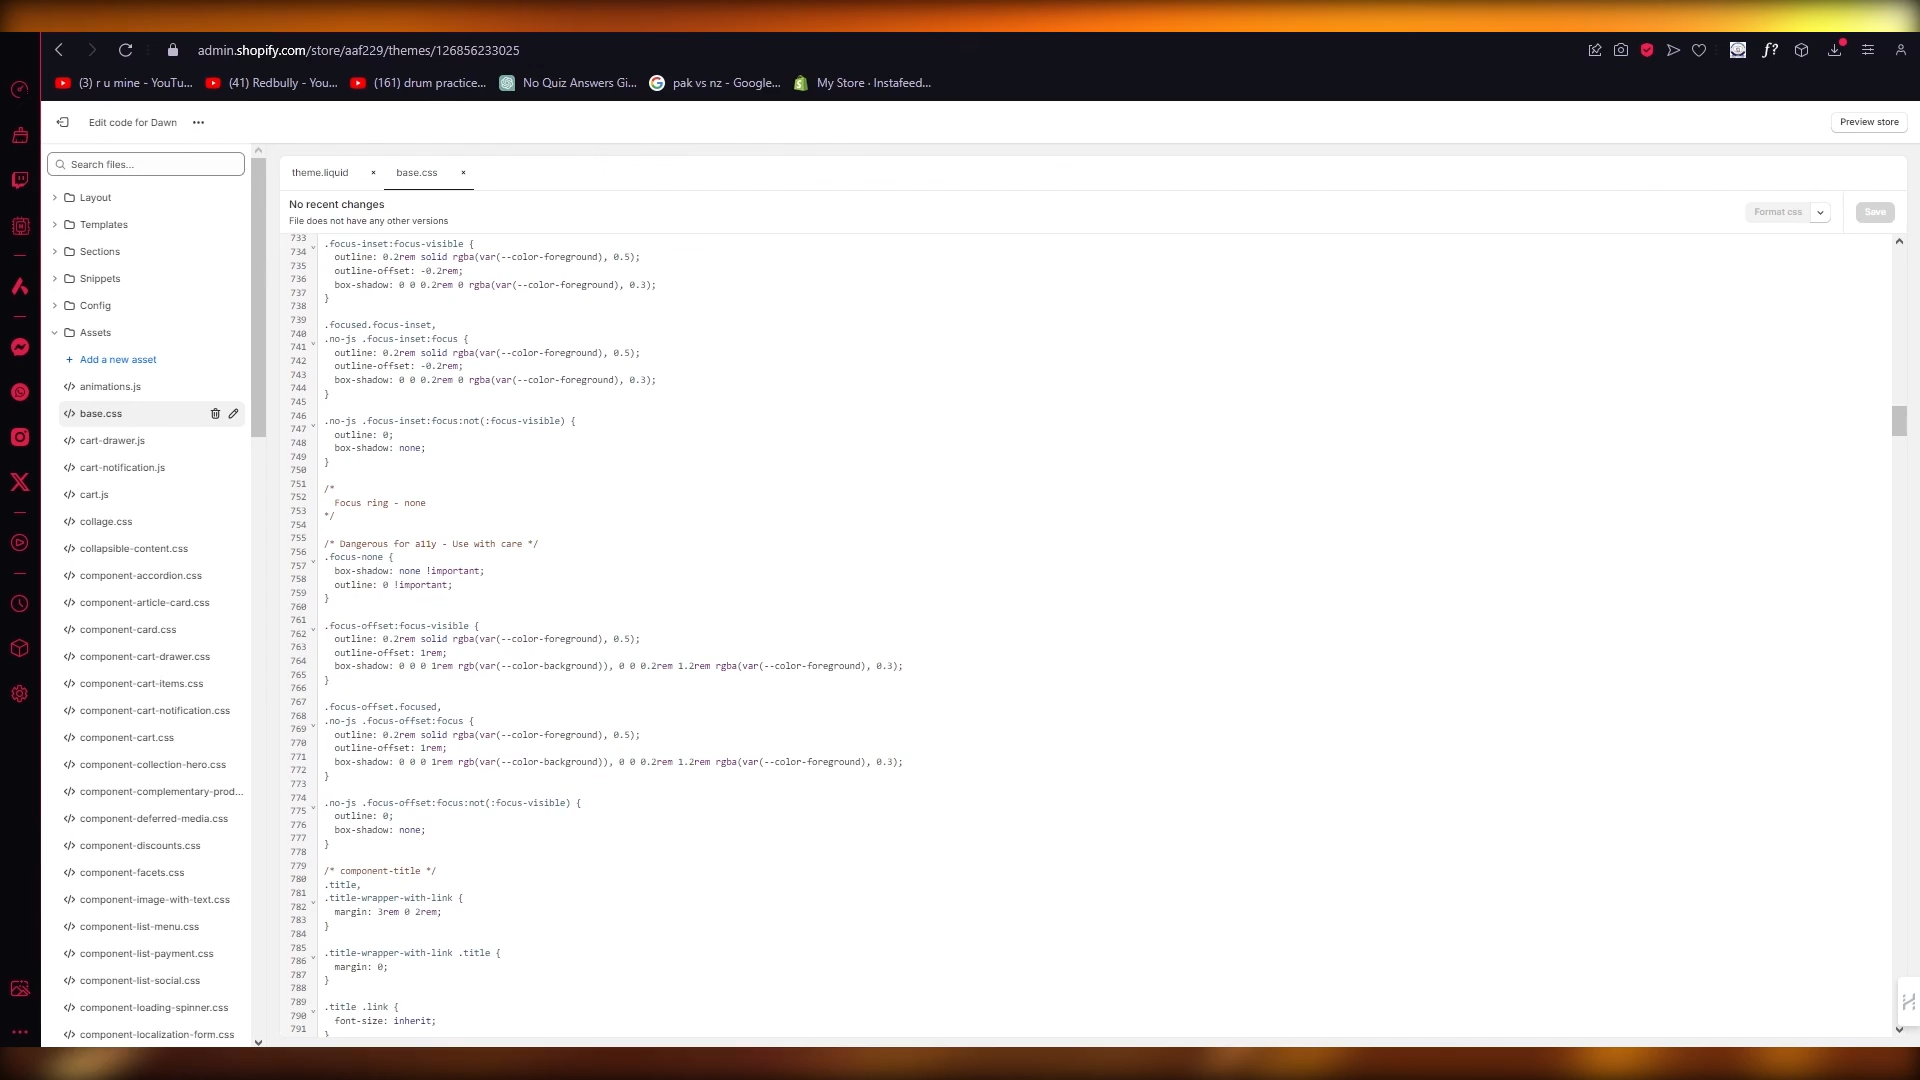 admin.shopify.com/store/aaf229/themes/126856233025
f?
(3) r u mine - YouTu...
(41) Redbully - You...
(161) drum practice...
No Quiz Answers Gi...
pak vs nz - Google...
My Store · Instafeed...
Edit code for Dawn
Preview store
Search files...
Layout
Templates
Sections
Snippets
Config
Assets
+ Add a new asset
animations.js
base.css
cart-drawer.js
cart-notification.js
cart.js
collage.css
collapsible-content.css
component-accordion.css
component-article-card.css
component-card.css
component-cart-drawer.css
component-cart-items.css
component-cart-notification.css
component-cart.css
component-collection-hero.css
component-complementary-prod...
component-deferred-media.css
component-discounts.css
component-facets.css
component-image-with-text.css
component-list-menu.css
component-list-payment.css
component-list-social.css
component-loading-spinner.css
component-localization-form.css
theme.liquid
base.css
No recent changes
File does not have any other versions
Format css
Save
733
734 .focus-inset:focus-visible {
735 outline: 0.2rem solid rgba(var(--color-foreground), 0.5);
736 outline-offset: -0.2rem;
737 box-shadow: 0 0 0.2rem 0 rgba(var(--color-foreground), 0.3);
738 }
739
740 .focused.focus-inset,
741 .no-js .focus-inset:focus {
742 outline: 0.2rem solid rgba(var(--color-foreground), 0.5);
743 outline-offset: -0.2rem;
744 box-shadow: 0 0 0.2rem 0 rgba(var(--color-foreground), 0.3);
745 }
746
747 .no-js .focus-inset:focus:not(:focus-visible) {
748 outline: 0;
749 box-shadow: none;
750 }
751
752 /*
753 Focus ring - none
754 */
755
756 /* Dangerous for a11y - Use with care */
757 .focus-none {
758 box-shadow: none !important;
759 outline: 0 !important;
760 }
761
762 .focus-offset:focus-visible {
763 outline: 0.2rem solid rgba(var(--color-foreground), 0.5);
764 outline-offset: 1rem;
765 box-shadow: 0 0 0 1rem rgb(var(--color-background)), 0 0 0.2rem 1.2rem rgba(var(--color-foreground), 0.3);
766 }
767
768 .focus-offset.focused,
769 .no-js .focus-offset:focus {
770 outline: 0.2rem solid rgba(var(--color-foreground), 0.5);
771 outline-offset: 1rem;
772 box-shadow: 0 0 0 1rem rgb(var(--color-background)), 0 0 0.2rem 1.2rem rgba(var(--color-foreground), 0.3);
773 }
774
775 .no-js .focus-offset:focus:not(:focus-visible) {
776 outline: 0;
777 box-shadow: none;
778 }
779
780 /* component-title */
781 .title,
782 .title-wrapper-with-link {
783 margin: 3rem 0 2rem;
784 }
785
786 .title-wrapper-with-link .title {
787 margin: 0;
788 }
789
790 .title .link {
791 font-size: inherit;
}